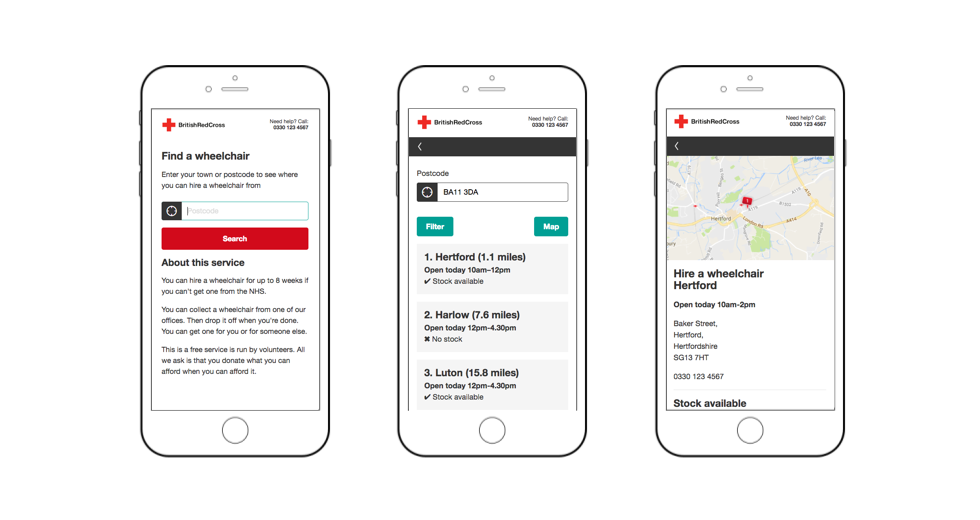 BritishRedCross
Need help? Call:
0330 123 4567
Find a wheelchair
Enter your town or postcode to see where
you can hire a wheelchair from
Postcode
Search
About this service
You can hire a wheelchair for up to 8 weeks if
you can't get one from the NHS.
You can collect a wheelchair from one of our
offices. Then drop it off when you're done.
You can get one for you or for someone else.
This is a free service is run by volunteers. All
we ask is that you donate what you can
afford when you can afford it.
BritishRedCross
Need help? Call:
0330 123 4567
Postcode
BA11 3DA
Filter
Map
1. Hertford (1.1 miles)
Open today 10am–12pm
✔ Stock available
2. Harlow (7.6 miles)
Open today 12pm-4.30pm
✖ No stock
3. Luton (15.8 miles)
Open today 12pm-4.30pm
✔ Stock available
BritishRedCross
Need help? Call:
0330 123 4567
1
Hertford
London Rd
A414
Hire a wheelchair
Hertford
Open today 10am-2pm
Baker Street,
Hertford,
Hertfordshire
SG13 7HT
0330 123 4567
Stock available